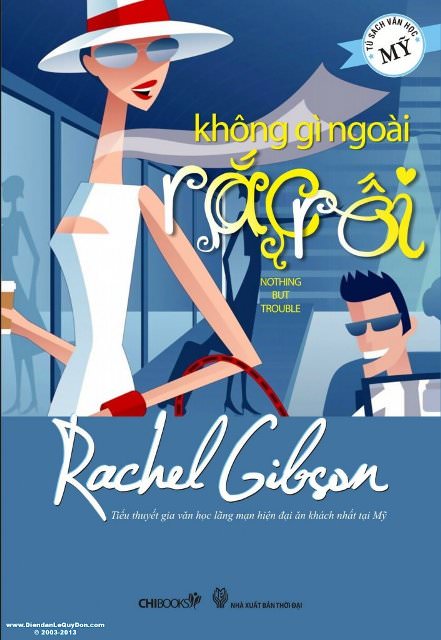 TỦ SÁCH VĂN HỌC
MỸ
không gì ngoài
rắc rối
NOTHING
BUT
TROUBLE
Rachel Gibson
Tiểu thuyết gia văn học lãng mạn hiện đại ăn khách nhất tại Mỹ
CHIBOOKS
NHÀ XUẤT BẢN THỜI ĐẠI
www.DiendanLeQuyDon.com
© 2003-2013